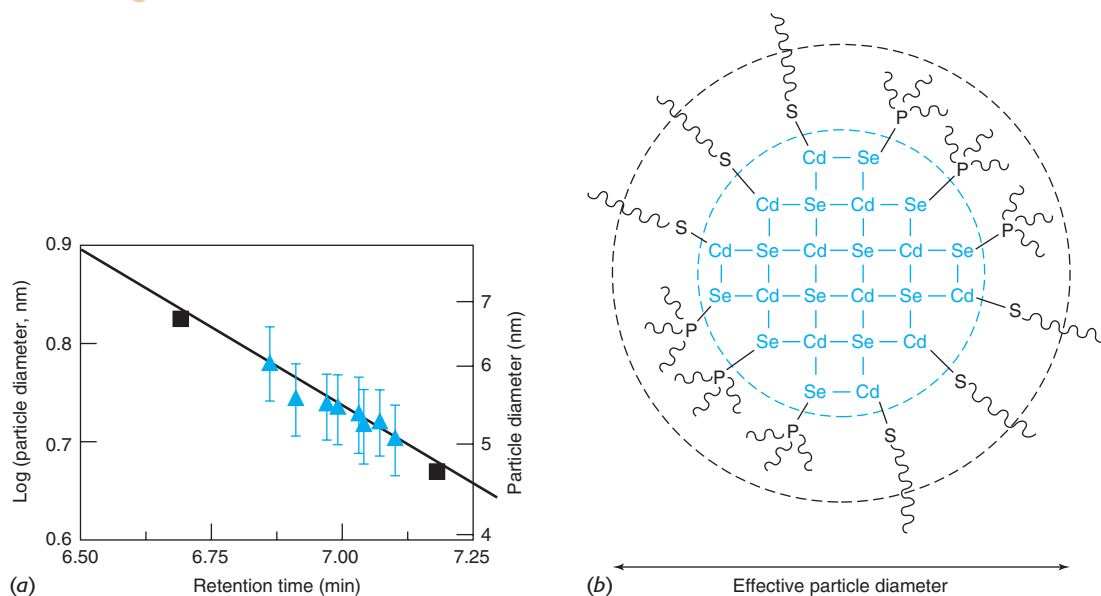 0.9
0.8
0.7
0.6
Log (particle diameter, nm)
7
6
5
4
Particle diameter (nm)
6.50 6.75 7.00 7.25
(a) Retention time (min)
S P
S Cd Se P
Cd Se Cd Se
S P
Cd Se Cd Se Cd Se
Se Cd Se Cd Se Cd S
P
Se Cd Se Cd
P S
Se Cd
P S
(b) Effective particle diameter